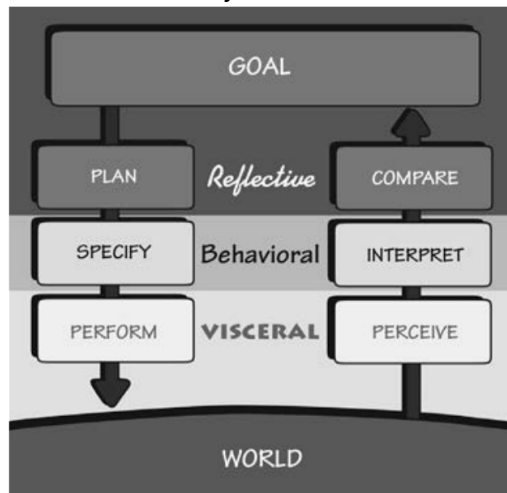 GOAL
PLAN Reflective COMPARE
SPECIFY Behavioral INTERPRET
PERFORM VISCERAL PERCEIVE
WORLD